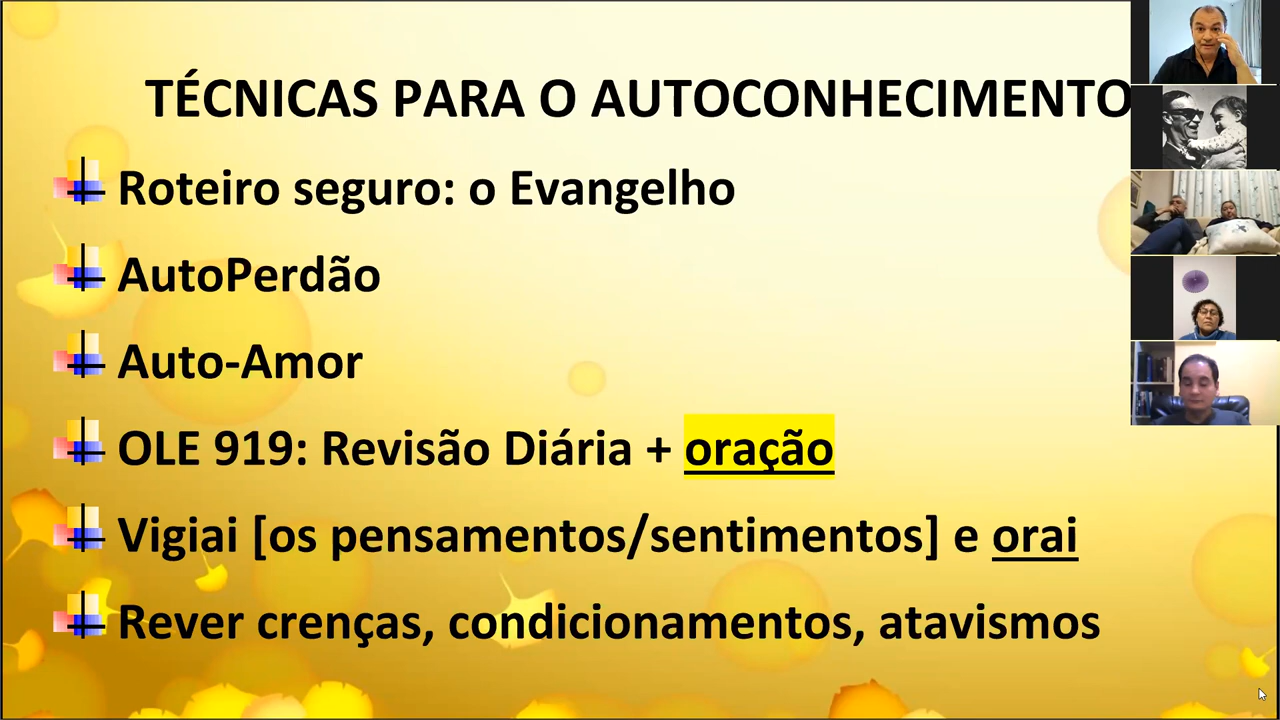 TÉCNICAS PARA O AUTOCONHECIMENTO
Roteiro seguro: o Evangelho
AutoPerdão
Auto-Amor
OLE 919: Revisão Diária + oração
Vigiai [os pensamentos/sentimentos] e orai
Rever crenças, condicionamentos, atavismos